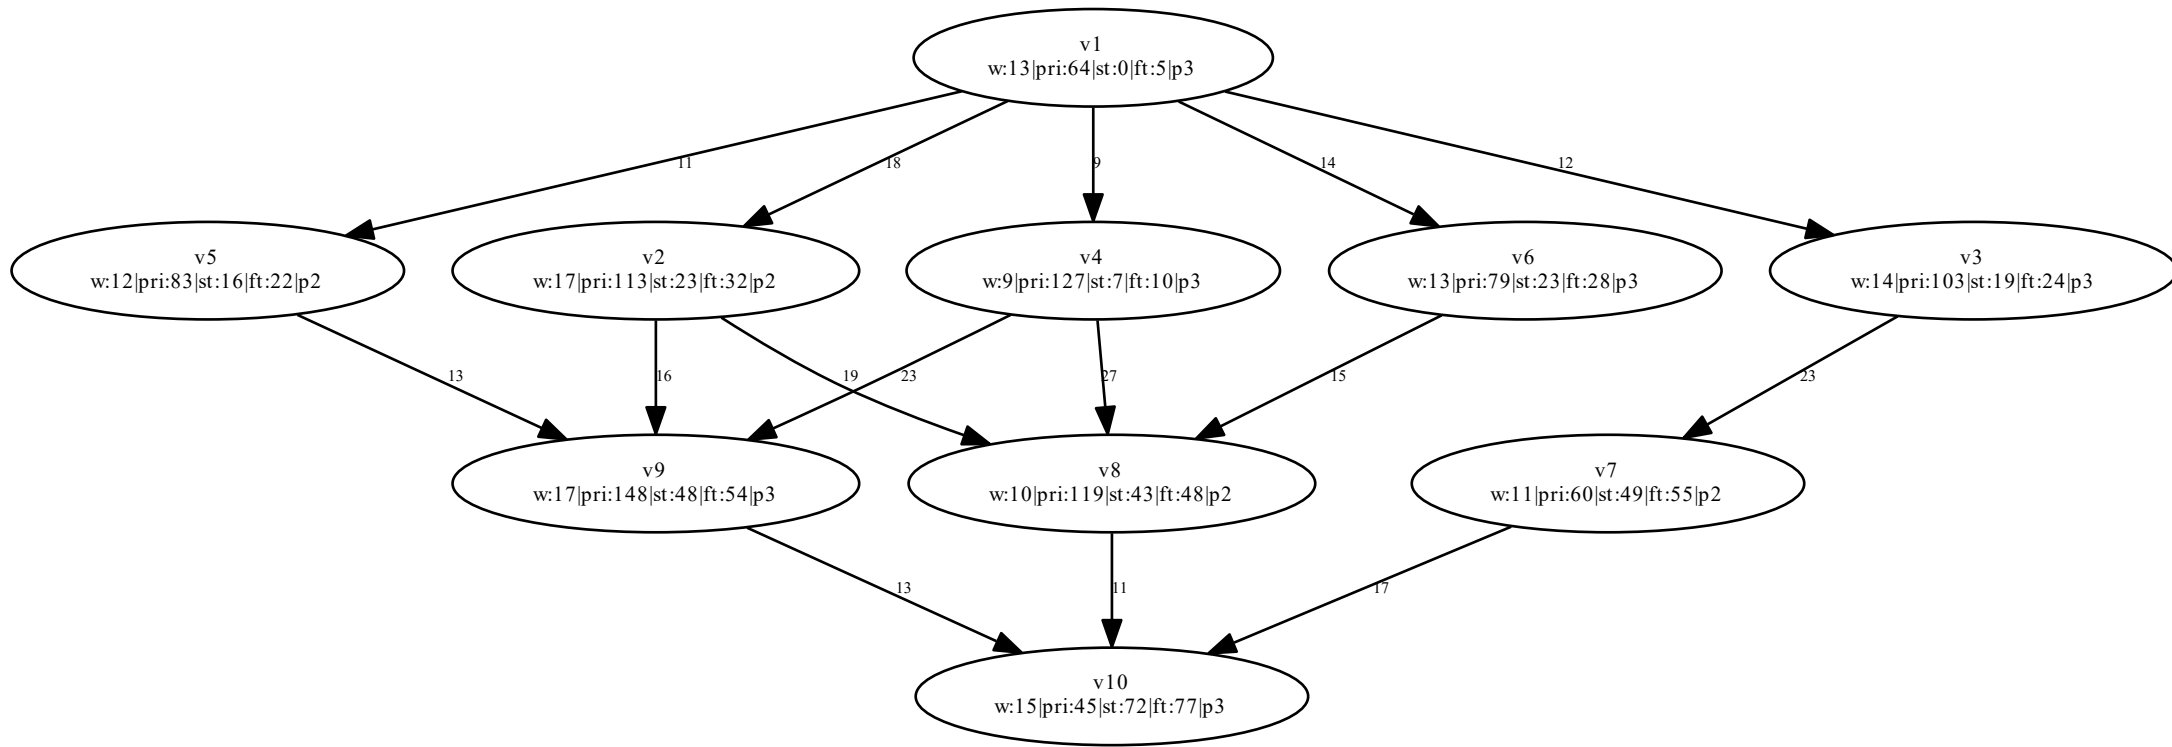 v1
w:13|pri:64|st:0|ft:5|p3
11
18
9
14
12
v5
w:12|pri:83|st:16|ft:22|p2
v2
w:17|pri:113|st:23|ft:32|p2
v4
w:9|pri:127|st:7|ft:10|p3
v6
w:13|pri:79|st:23|ft:28|p3
v3
w:14|pri:103|st:19|ft:24|p3
13
16
19
23
27
15
23
v9
w:17|pri:148|st:48|ft:54|p3
v8
w:10|pri:119|st:43|ft:48|p2
v7
w:11|pri:60|st:49|ft:55|p2
13
11
17
v10
w:15|pri:45|st:72|ft:77|p3